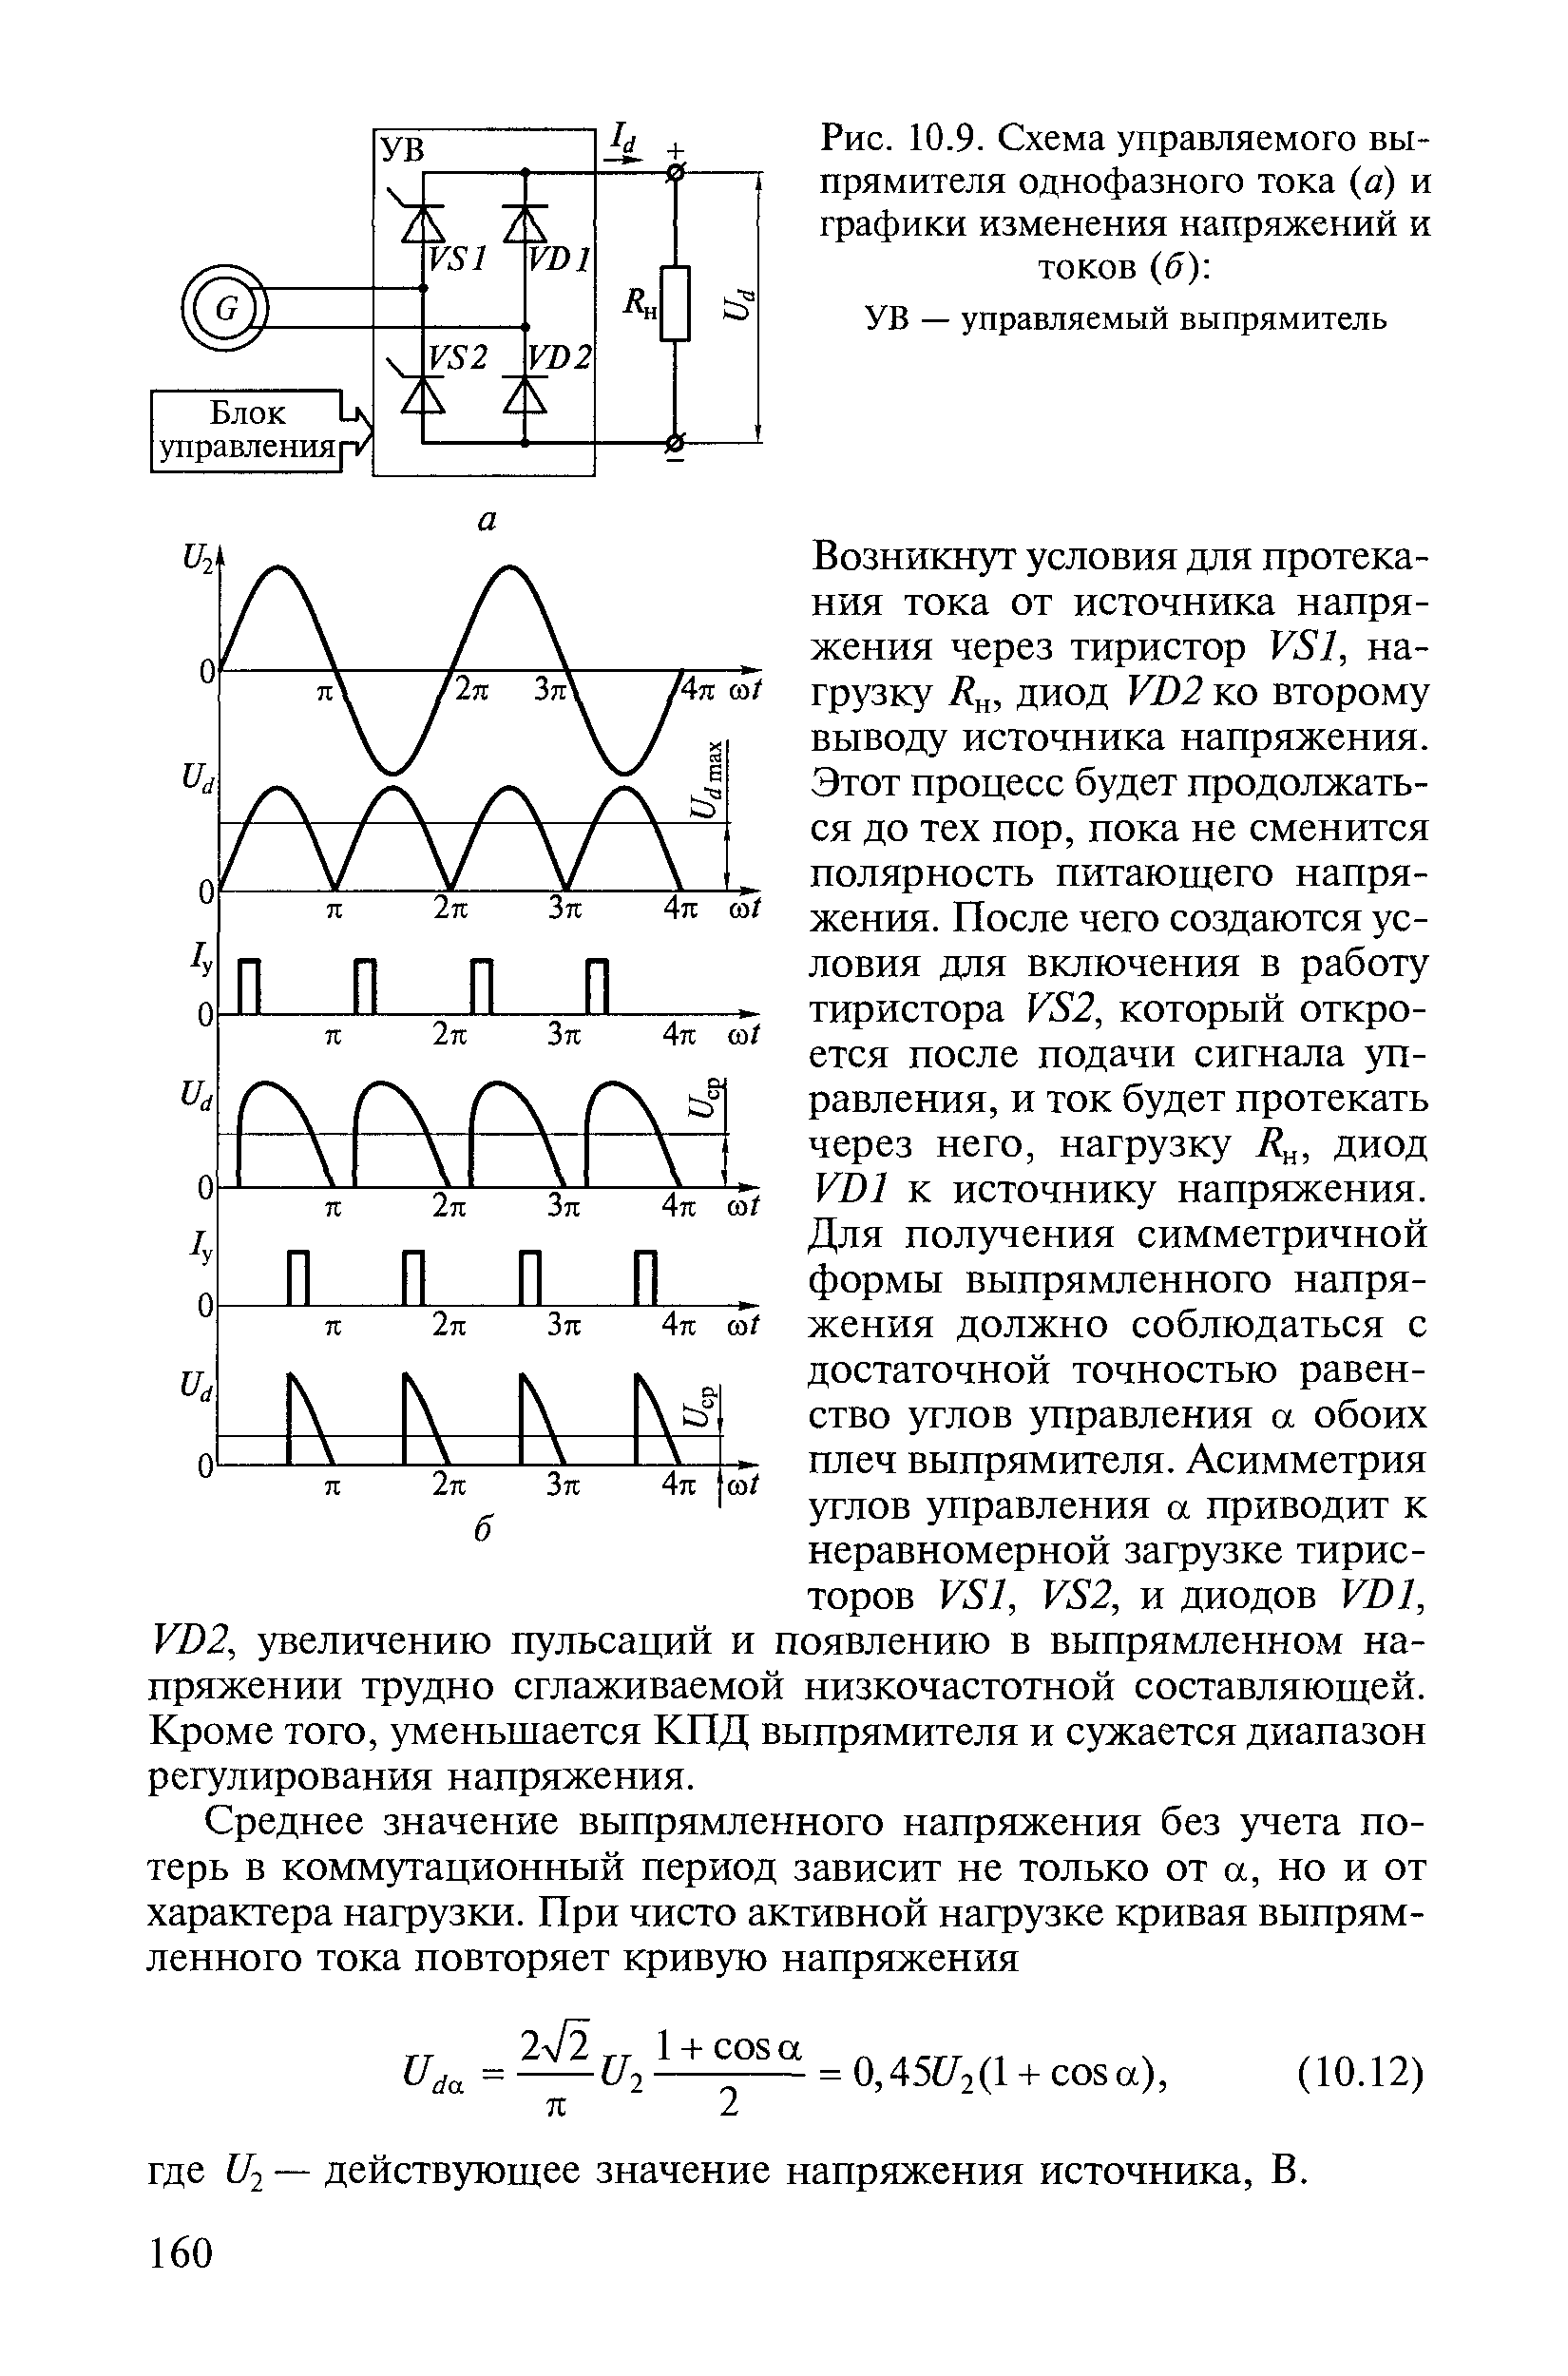 УВ
I_d
+
VS1
VD1
G
R_н
U_d
VS2
VD2
Блок
управления
–
а
Рис. 10.9. Схема управляемого вы-
прямителя однофазного тока (а) и
графики изменения напряжений и
токов (б):
УВ — управляемый выпрямитель
U_2
0
π
2π
3π
4π
ωt
U_d
U_d max
0
π
2π
3π
4π
ωt
I_у
0
π
2π
3π
4π
ωt
U_d
U_ср
0
π
2π
3π
4π
ωt
I_у
0
π
2π
3π
4π
ωt
U_d
U_ср
0
π
2π
3π
4π
ωt
б
Возникнут условия для протека-
ния тока от источника напря-
жения через тиристор VS1, на-
грузку R_н, диод VD2 ко второму
выводу источника напряжения.
Этот процесс будет продолжать-
ся до тех пор, пока не сменится
полярность питающего напря-
жения. После чего создаются ус-
ловия для включения в работу
тиристора VS2, который откро-
ется после подачи сигнала уп-
равления, и ток будет протекать
через него, нагрузку R_н, диод
VD1 к источнику напряжения.
Для получения симметричной
формы выпрямленного напря-
жения должно соблюдаться с
достаточной точностью равен-
ство углов управления α обоих
плеч выпрямителя. Асимметрия
углов управления α приводит к
неравномерной загрузке тирис-
торов VS1, VS2, и диодов VD1,
VD2, увеличению пульсаций и появлению в выпрямленном на-
пряжении трудно сглаживаемой низкочастотной составляющей.
Кроме того, уменьшается КПД выпрямителя и сужается диапазон
регулирования напряжения.
Среднее значение выпрямленного напряжения без учета по-
терь в коммутационный период зависит не только от α, но и от
характера нагрузки. При чисто активной нагрузке кривая выпрям-
ленного тока повторяет кривую напряжения
U_dα = 2√2/π U_2 (1 + cos α)/2 = 0,45U_2(1 + cos α), (10.12)
где U_2 — действующее значение напряжения источника, В.
160